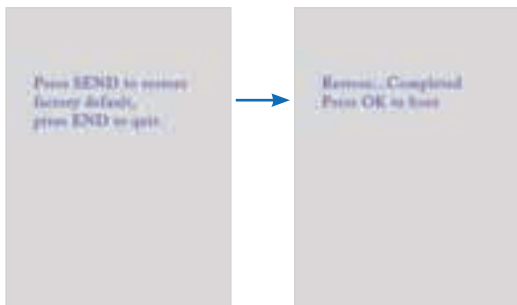 Press SEND to restore
factory default,
press END to quit.
Restore... Completed
Press OK to boot